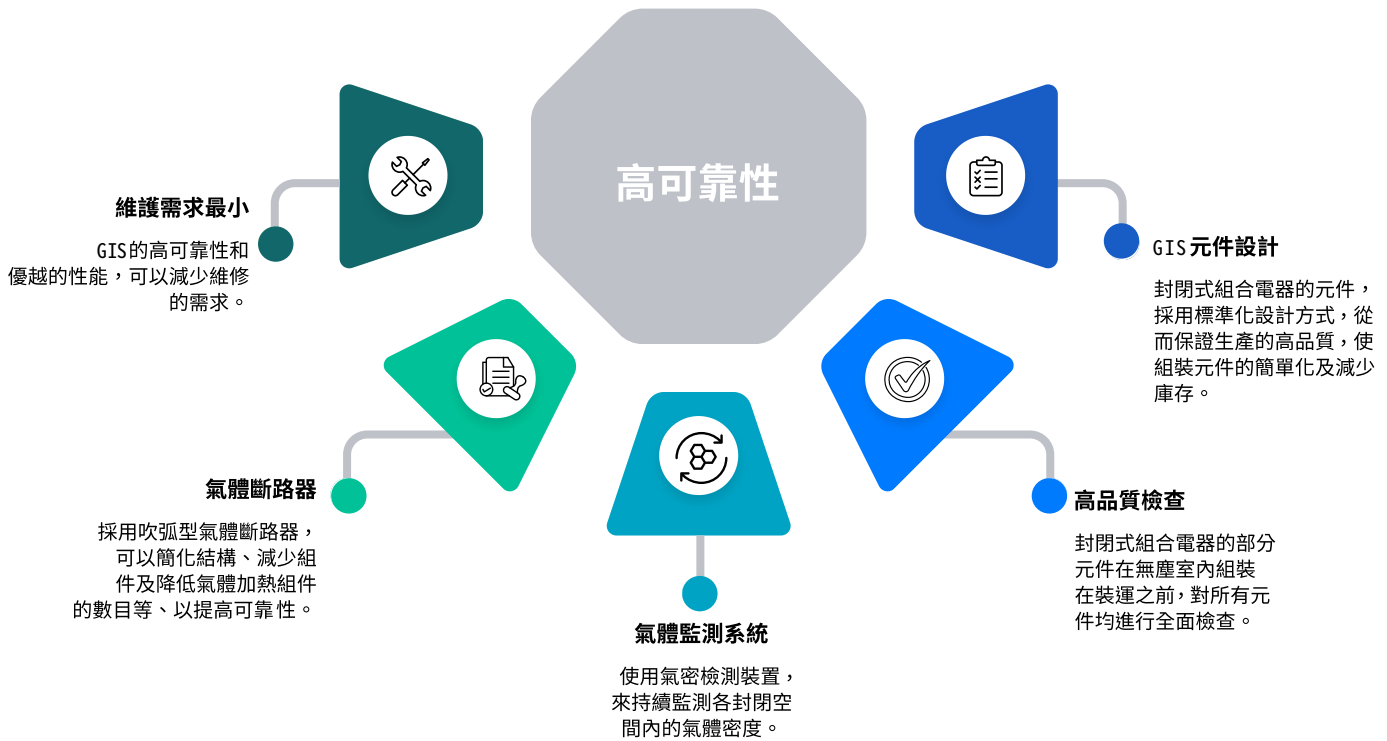 高可靠性
維護需求最小
GIS的高可靠性和
優越的性能，可以減少維修
的需求。
氣體斷路器
採用吹弧型氣體斷路器，
可以簡化結構、減少組
件及降低氣體加熱組件
的數目等、以提高可靠性。
氣體監測系統
使用氣密檢測裝置，
來持續監測各封閉空
間內的氣體密度。
高品質檢查
封閉式組合電器的部分
元件在無塵室內組裝
在裝運之前，對所有元
件均進行全面檢查。
GIS元件設計
封閉式組合電器的元件，
採用標準化設計方式，從
而保證生產的高品質，使
組裝元件的簡單化及減少
庫存。